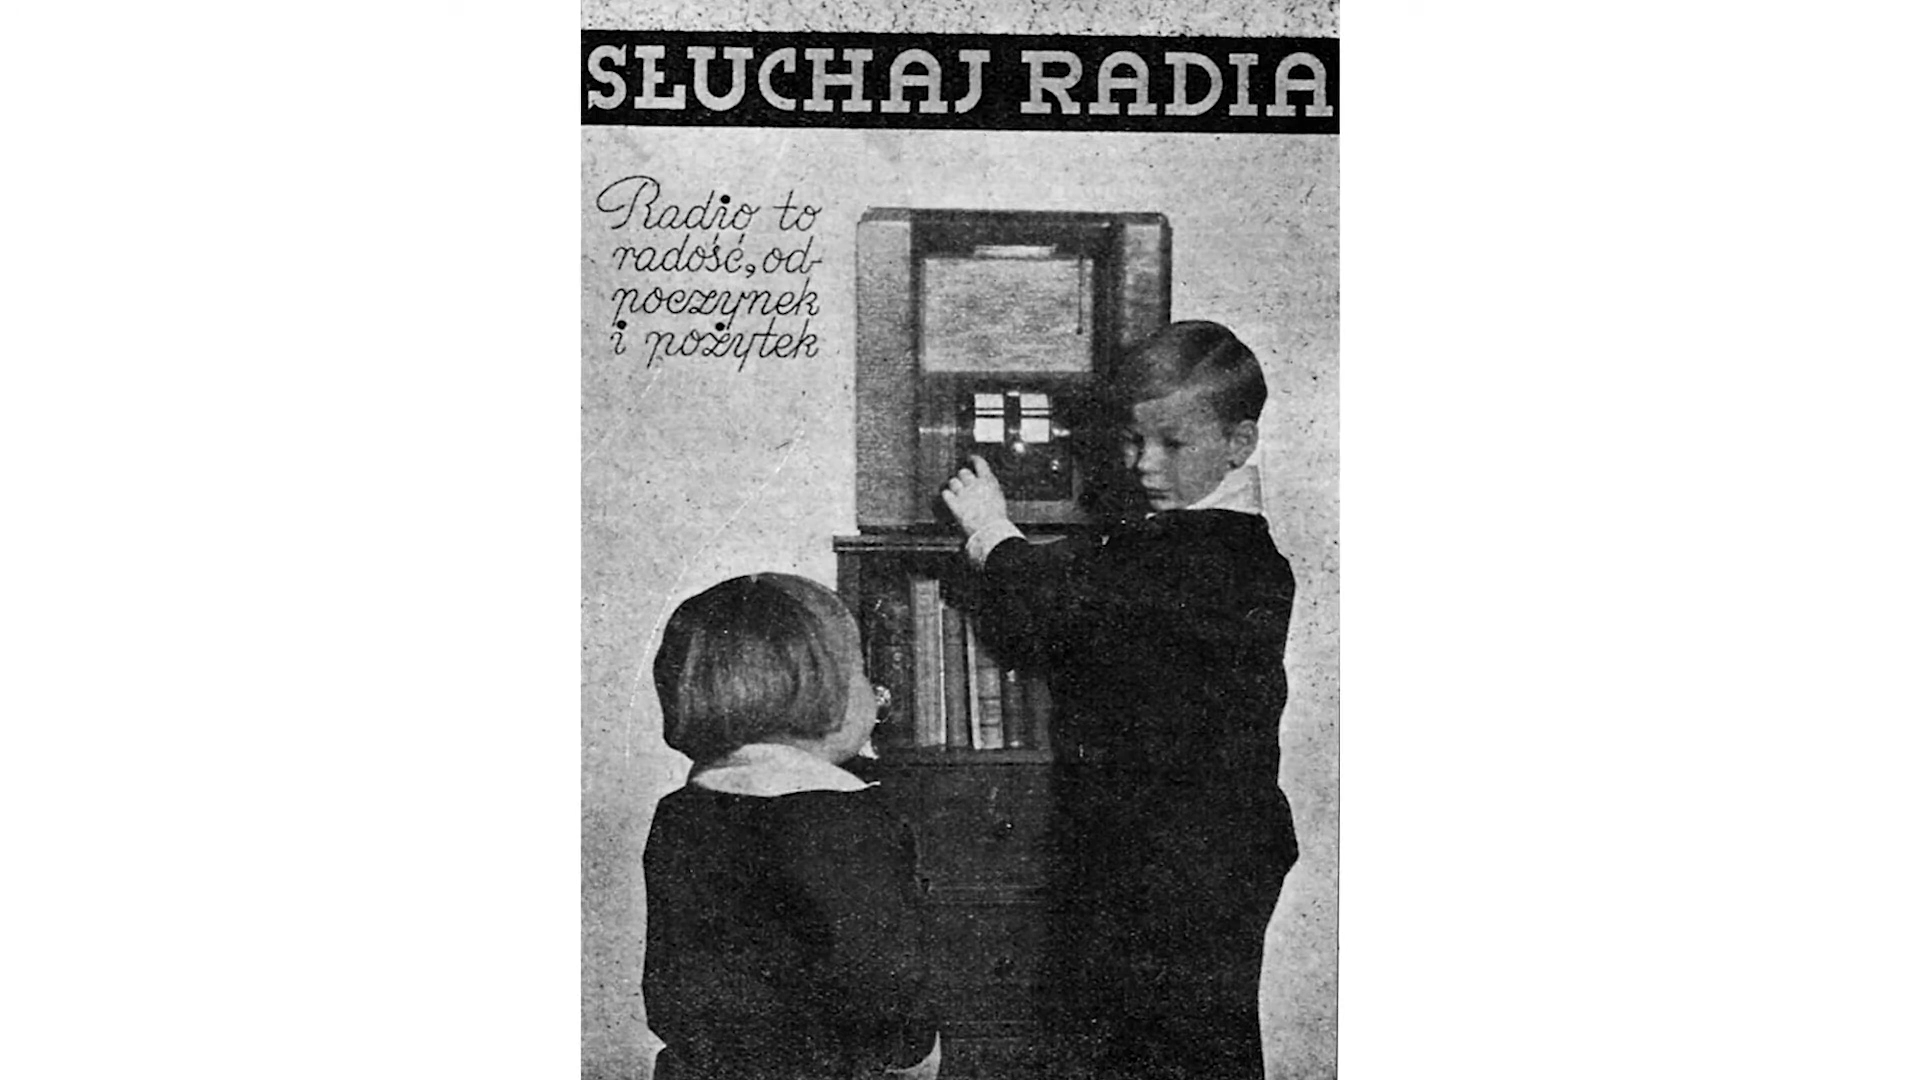 SŁUCHAJ RADIA
Radio to
radość, od-
poczynek
i pożytek